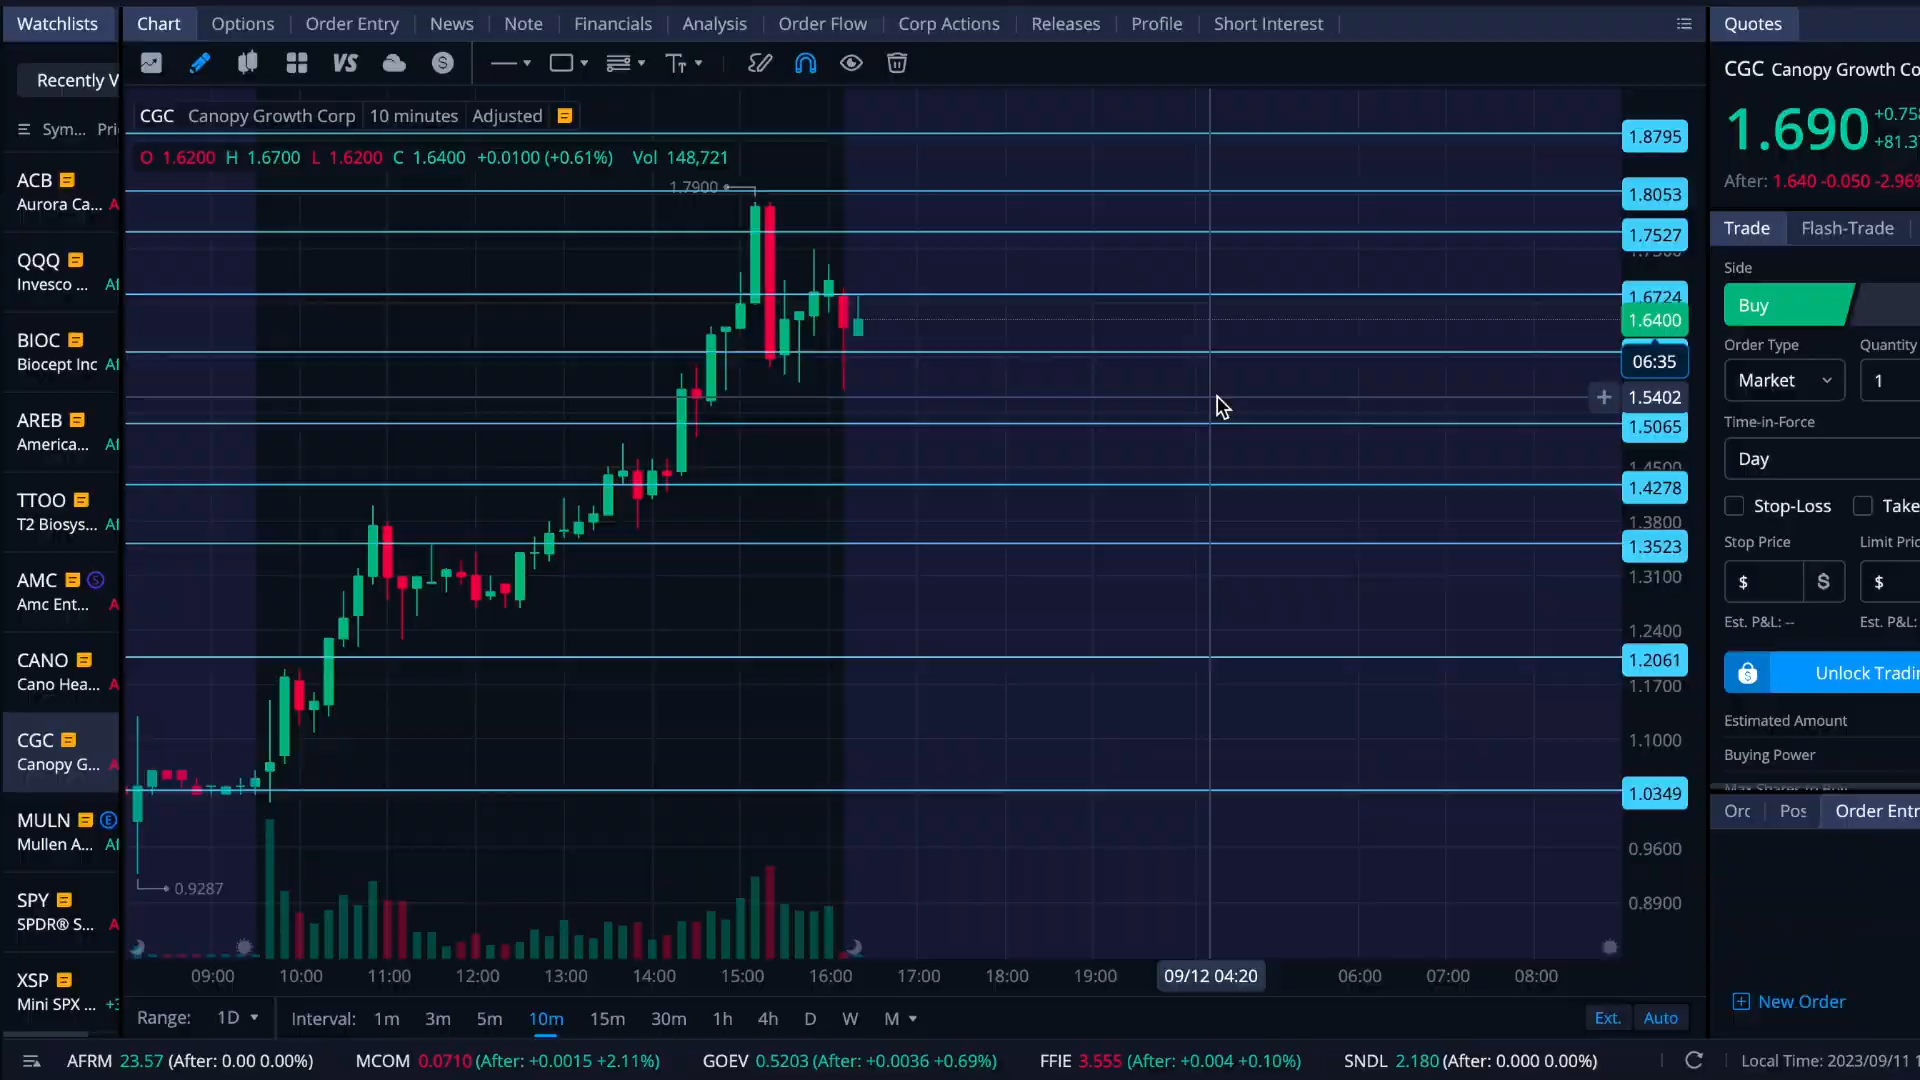 Watchlists
Chart
Options
Order Entry
News
Note
Financials
Analysis
Order Flow
Corp Actions
Releases
Profile
Short Interest
Quotes
VS
Recently V
Sym... Pri
CGC Canopy Growth Corp 10 minutes Adjusted
O 1.6200 H 1.6700 L 1.6200 C 1.6400 +0.0100 (+0.61%) Vol 148,721
1.7900
0.9287
ACB
Aurora Ca... A
QQQ
Invesco ... Af
BIOC
Biocept Inc Af
AREB
America... Af
TTOO
T2 Biosys... Af
AMC
Amc Ent... A
CANO
Cano Hea... A
CGC
Canopy G... A
MULN E
Mullen A... Af
SPY
SPDR® S... A
XSP
Mini SPX ... +3
1.8795
1.8053
1.7527
1.6724
1.6400
06:35
1.5402
1.5065
1.4500
1.4278
1.3800
1.3523
1.3100
1.2400
1.2061
1.1700
1.1000
1.0349
0.9600
0.8900
09:00 10:00 11:00 12:00 13:00 14:00 15:00 16:00 17:00 18:00 19:00 09/12 04:20 06:00 07:00 08:00
Range: 1D Interval: 1m 3m 5m 10m 15m 30m 1h 4h D W M
Ext. Auto
CGC Canopy Growth Co
1.690
+0.758
+81.3
After: 1.640 -0.050 -2.96%
Trade Flash-Trade
Side
Buy
Order Type Quantity
Market 1
Time-in-Force
Day
Stop-Loss Take
Stop Price Limit Pric
$ $ $
Est. P&L: -- Est. P&L:
Unlock Tradin
Estimated Amount
Buying Power
Orc Pos Order Entr
New Order
AFRM 23.57 (After: 0.00 0.00%) MCOM 0.0710 (After: +0.0015 +2.11%) GOEV 0.5203 (After: +0.0036 +0.69%) FFIE 3.555 (After: +0.004 +0.10%) SNDL 2.180 (After: 0.000 0.00%)
Local Time: 2023/09/11 1